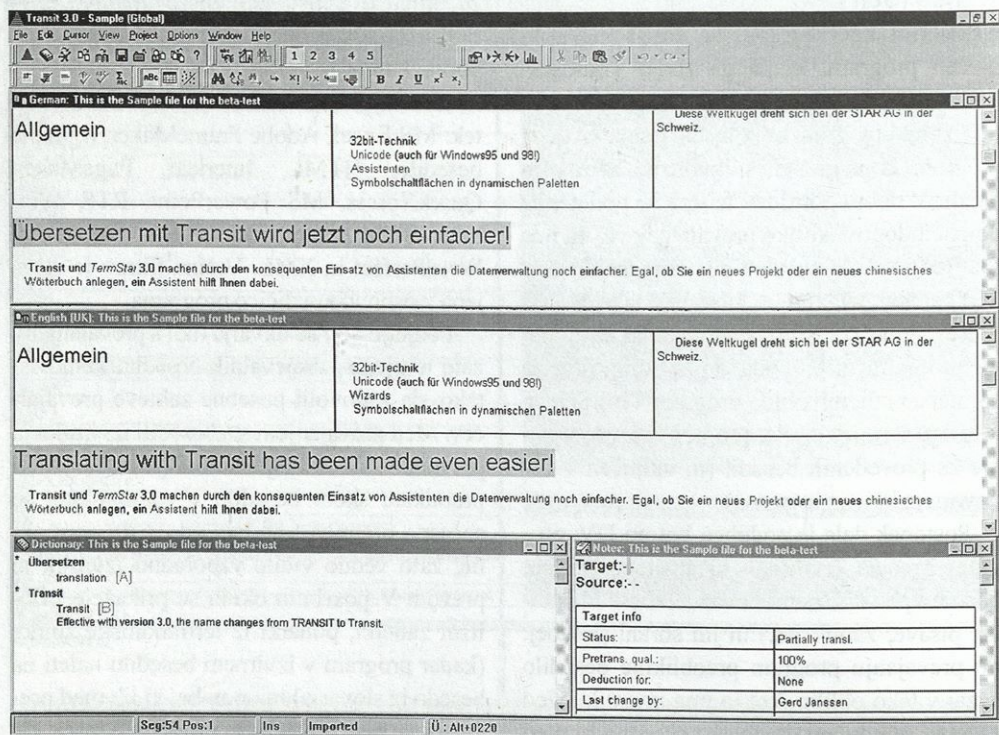 Transit 3.0 - Sample (Global)
File Edit Cursor View Project Options Window Help
1 2 3 4 5
aBc B I U x² x₂
German: This is the Sample file for the beta-test
Allgemein
32bit-Technik
Unicode (auch für Windows95 und 98!)
Assistenten
Symbolschaltflächen in dynamischen Paletten
Diese Weltkugel dreht sich bei der STAR AG in der
Schweiz.
Übersetzen mit Transit wird jetzt noch einfacher!
Transit und TermStar 3.0 machen durch den konsequenten Einsatz von Assistenten die Datenverwaltung noch einfacher. Egal, ob Sie ein neues Projekt oder ein neues chinesisches
Wörterbuch anlegen, ein Assistent hilft Ihnen dabei.
English (UK): This is the Sample file for the beta-test
Allgemein
32bit-Technik
Unicode (auch für Windows95 und 98!)
Wizards
Symbolschaltflächen in dynamischen Paletten
Diese Weltkugel dreht sich bei der STAR AG in der
Schweiz.
Translating with Transit has been made even easier!
Transit und TermStar 3.0 machen durch den konsequenten Einsatz von Assistenten die Datenverwaltung noch einfacher. Egal, ob Sie ein neues Projekt oder ein neues chinesisches
Wörterbuch anlegen, ein Assistent hilft Ihnen dabei.
Dictionary: This is the Sample file for the beta-test
* Übersetzen
translation [A]
* Transit
Transit [B]
Effective with version 3.0, the name changes from TRANSIT to Transit.
Notes: This is the Sample file for the beta-test
Target:-
Source:- -
Target info
Status: Partially transl.
Pretrans. qual.: 100%
Deduction for: None
Last change by: Gerd Janssen
Seg:54 Pos:1 Ins Imported Ü : Alt+0220